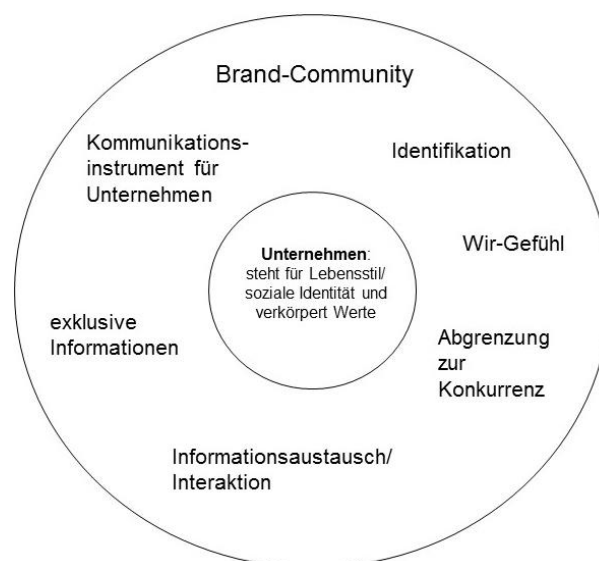 Brand-Community
Kommunikations-
instrument für
Unternehmen
Identifikation
Wir-Gefühl
Unternehmen:
steht für Lebensstil/
soziale Identität und
verkörpert Werte
exklusive
Informationen
Abgrenzung
zur
Konkurrenz
Informationsaustausch/
Interaktion